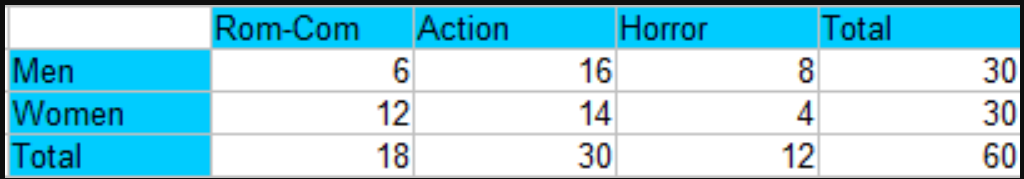 Rom-Com Action Horror Total
Men 6 16 8 30
Women 12 14 4 30
Total 18 30 12 60